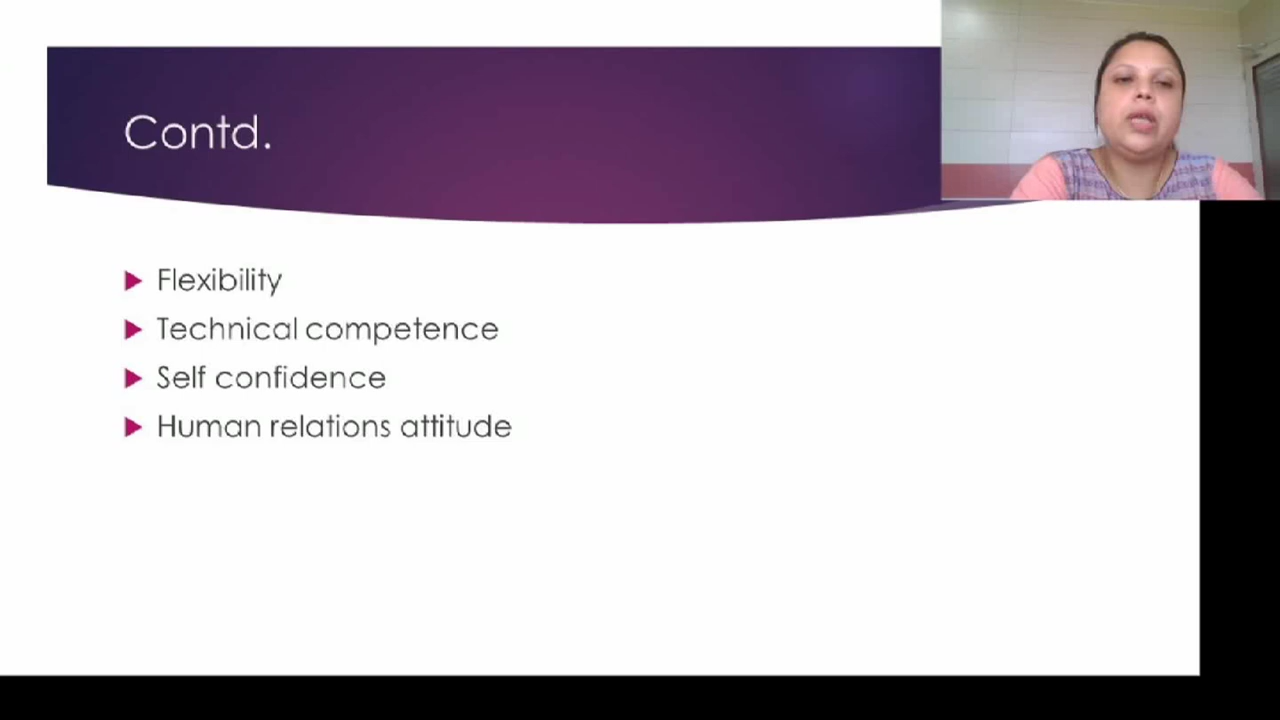 Contd.
Flexibility
Technical competence
Self confidence
Human relations attitude